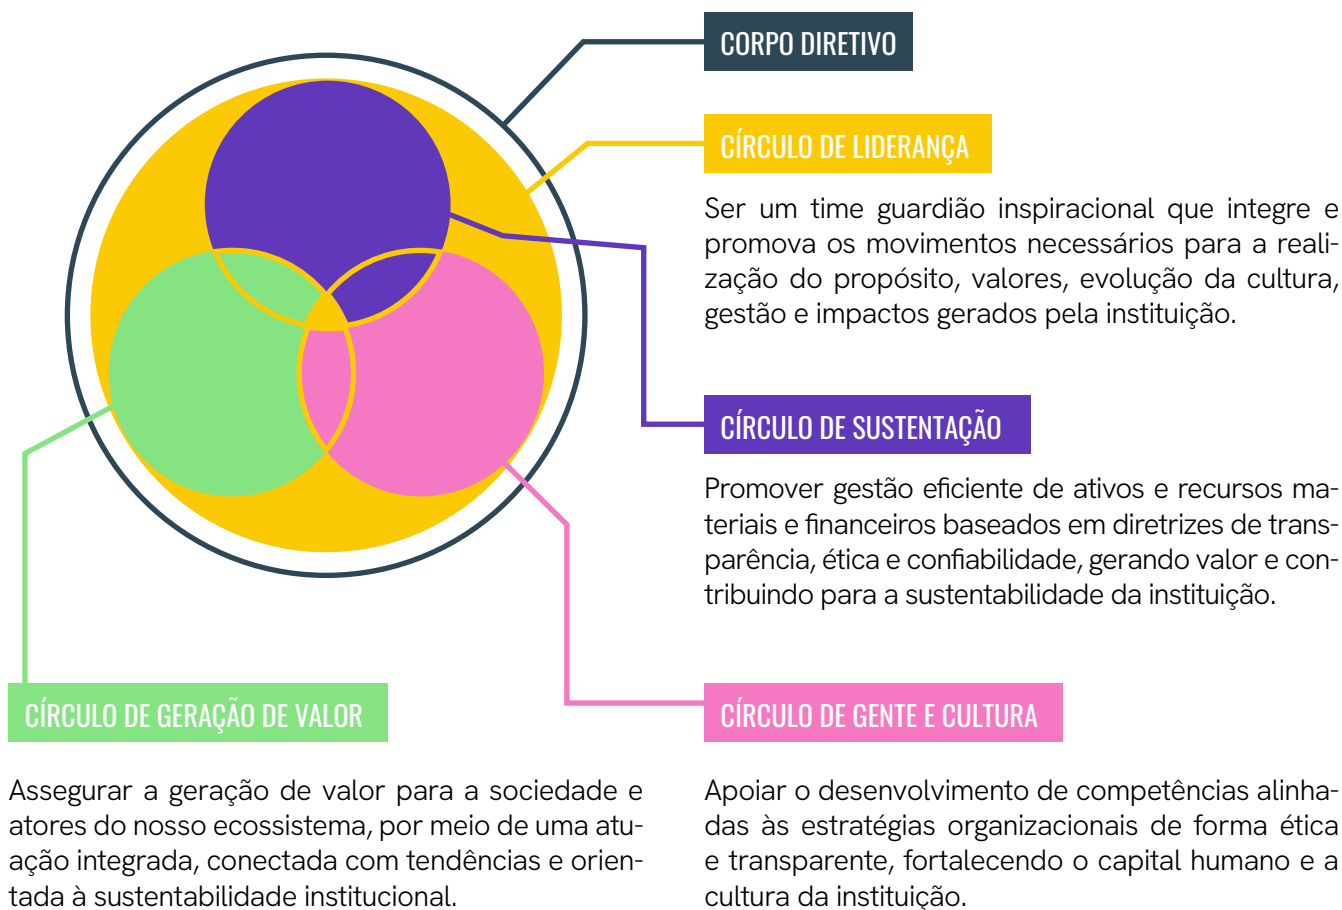 CORPO DIRETIVO
CÍRCULO DE LIDERANÇA
Ser um time guardião inspiracional que integre e
promova os movimentos necessários para a reali-
zação do propósito, valores, evolução da cultura,
gestão e impactos gerados pela instituição.
CÍRCULO DE SUSTENTAÇÃO
Promover gestão eficiente de ativos e recursos ma-
teriais e financeiros baseados em diretrizes de trans-
parência, ética e confiabilidade, gerando valor e con-
tribuindo para a sustentabilidade da instituição.
CÍRCULO DE GERAÇÃO DE VALOR
Assegurar a geração de valor para a sociedade e
atores do nosso ecossistema, por meio de uma atu-
ação integrada, conectada com tendências e orien-
tada à sustentabilidade institucional.
CÍRCULO DE GENTE E CULTURA
Apoiar o desenvolvimento de competências alinha-
das às estratégias organizacionais de forma ética
e transparente, fortalecendo o capital humano e a
cultura da instituição.